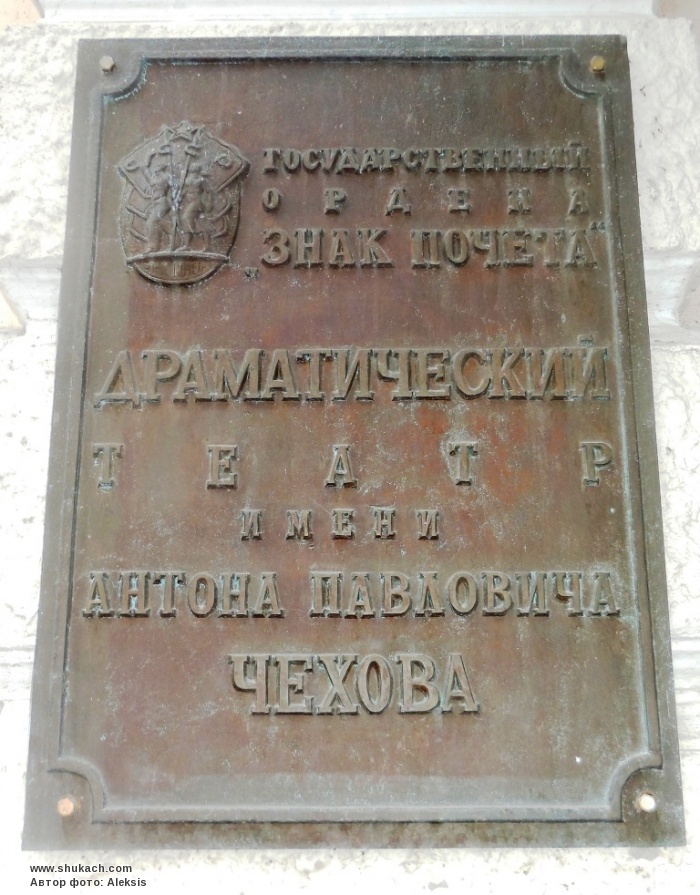 ГОСУДАРСТВЕННЫЙ
ОРДЕНА
„ЗНАК ПОЧЕТА“
ДРАМАТИЧЕСКИЙ
ТЕАТР
ИМЕНИ
АНТОНА ПАВЛОВИЧА
ЧЕХОВА
www.shukach.com
Автор фото: Aleksis